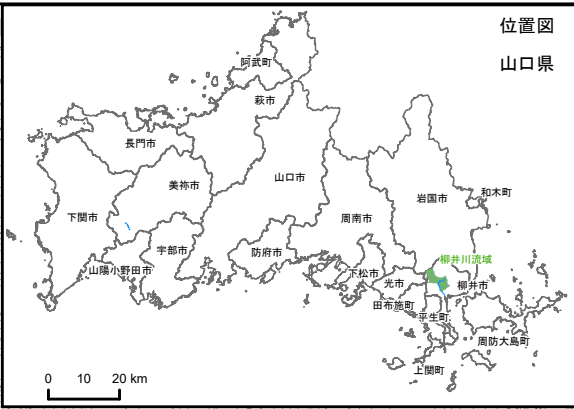 位置図
山口県
阿武町
萩市
長門市
美祢市
山口市
岩国市
和木町
下関市
周南市
宇部市
防府市
山陽小野田市
下松市
柳井川流域
光市
柳井市
田布施町
平生町
周防大島町
上関町
0 10 20 km